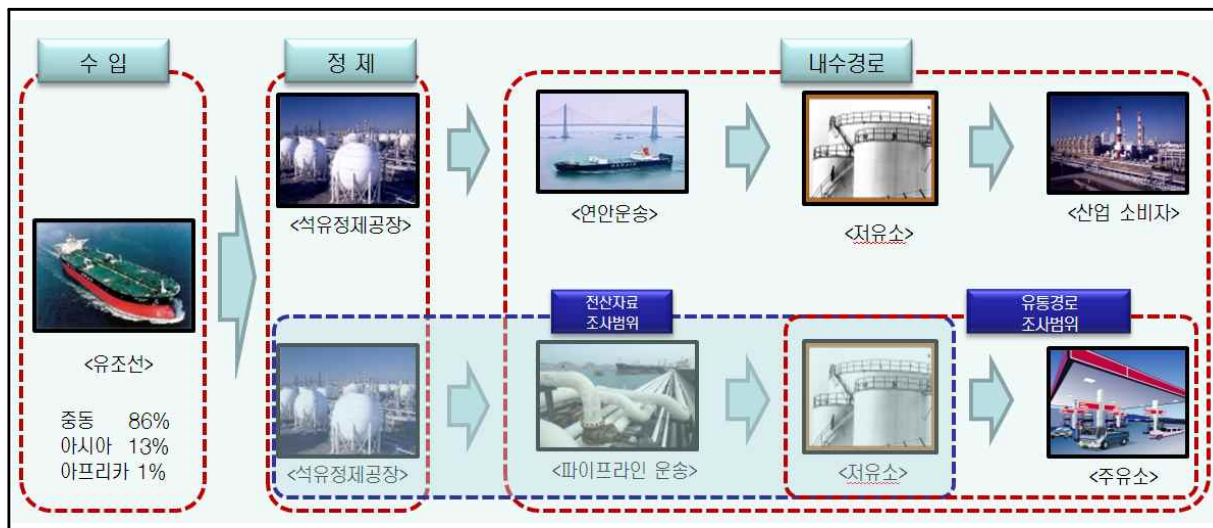 수 입
정 제
내수경로
<석유정제공장>
<연안운송>
<저유소>
<산업 소비자>
<유조선>
중동 86%
아시아 13%
아프리카 1%
전산자료
조사범위
유통경로
조사범위
<석유정제공장>
<파이프라인 운송>
<저유소>
<주유소>